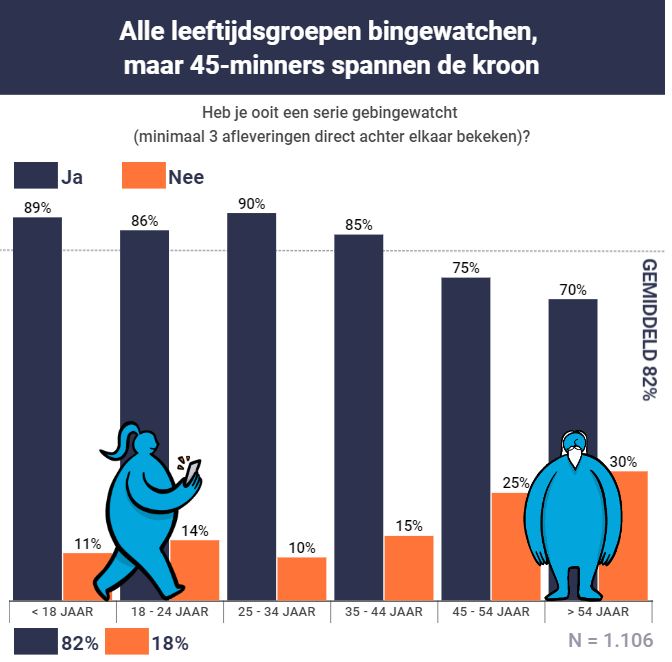 Alle leeftijdsgroepen bingewatchen,
maar 45-minners spannen de kroon
Heb je ooit een serie gebingewatcht
(minimaal 3 afleveringen direct achter elkaar bekeken)?
Ja Nee
89% 86% 90% 85% 75% 70%
GEMIDDELD 82%
11% 14% 10% 15% 25% 30%
< 18 JAAR 18 - 24 JAAR 25 - 34 JAAR 35 - 44 JAAR 45 - 54 JAAR > 54 JAAR
82% 18% N = 1.106